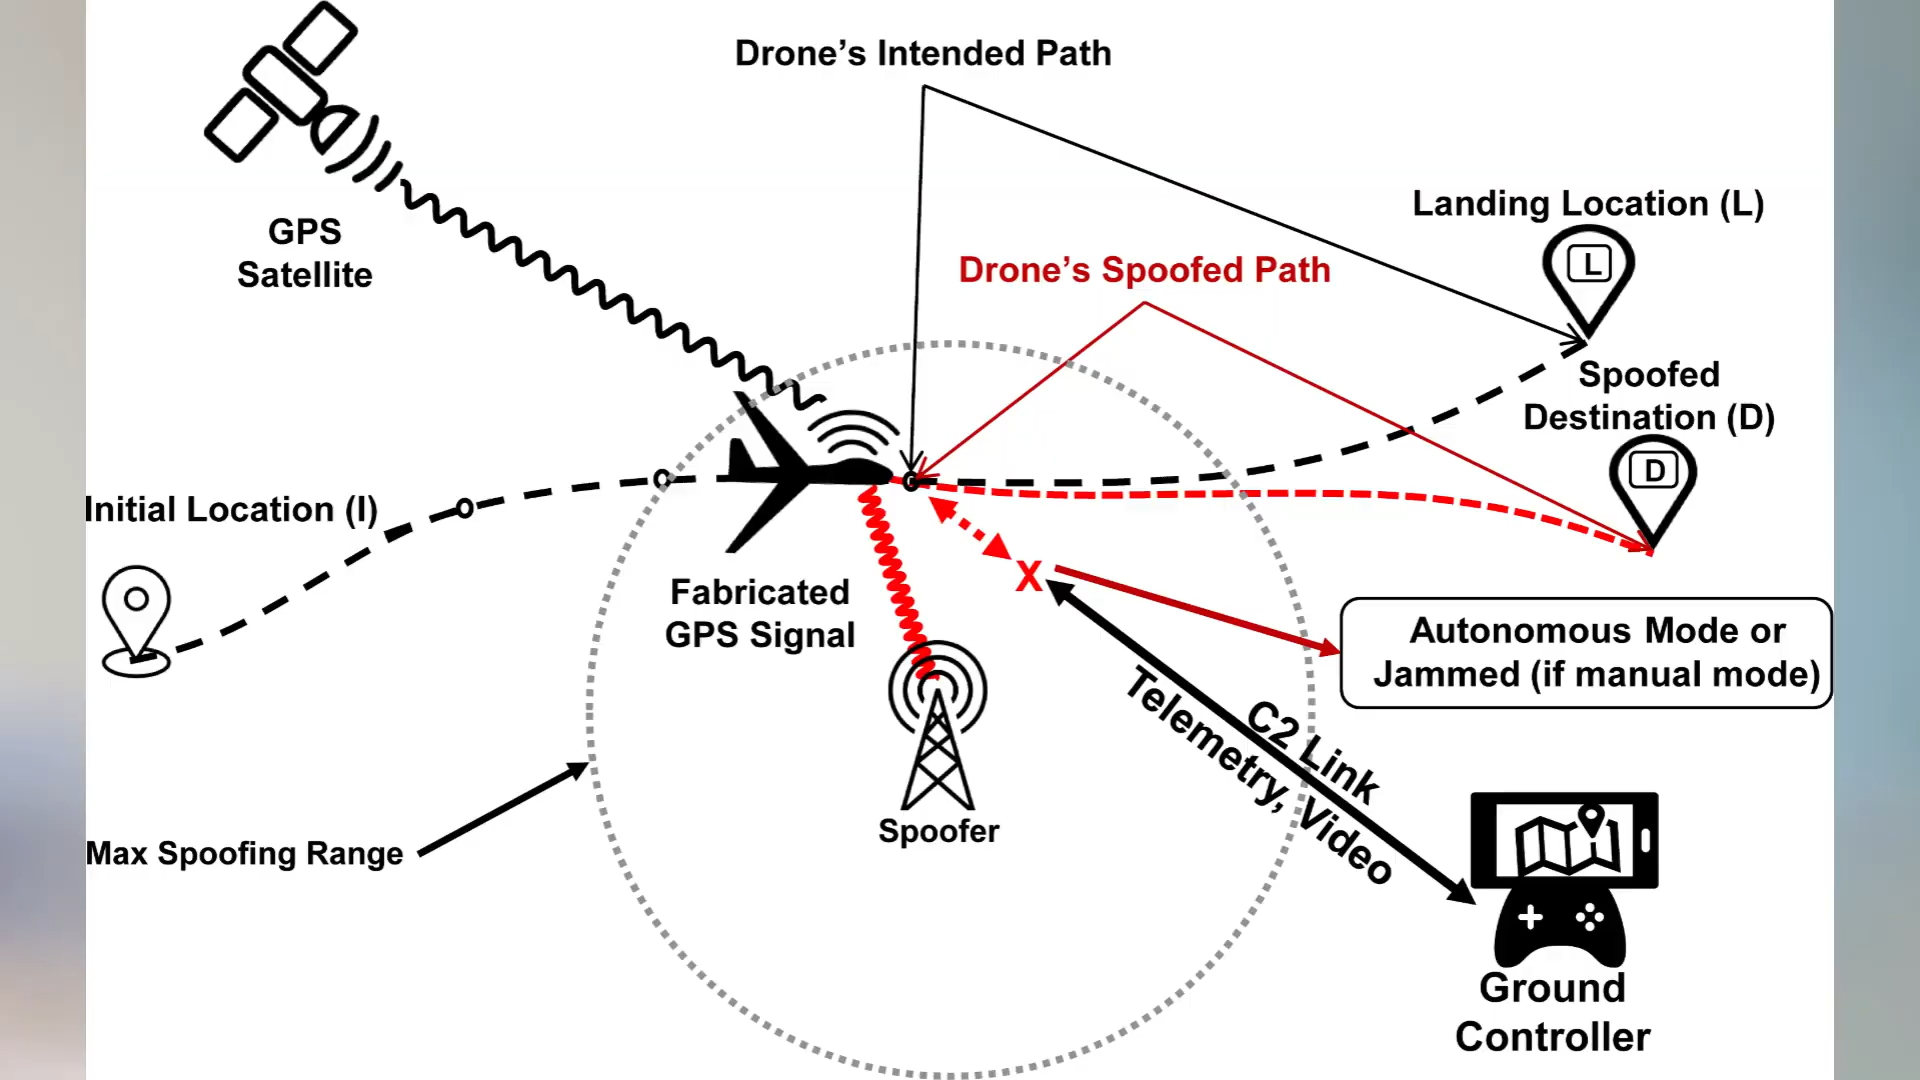 Drone's Intended Path
Landing Location (L)
L
GPS
Satellite
Drone's Spoofed Path
Spoofed
Destination (D)
D
Initial Location (I)
Fabricated
GPS Signal
X
Autonomous Mode or
Jammed (if manual mode)
C2 Link
Telemetry, Video
Spoofer
Max Spoofing Range
Ground
Controller